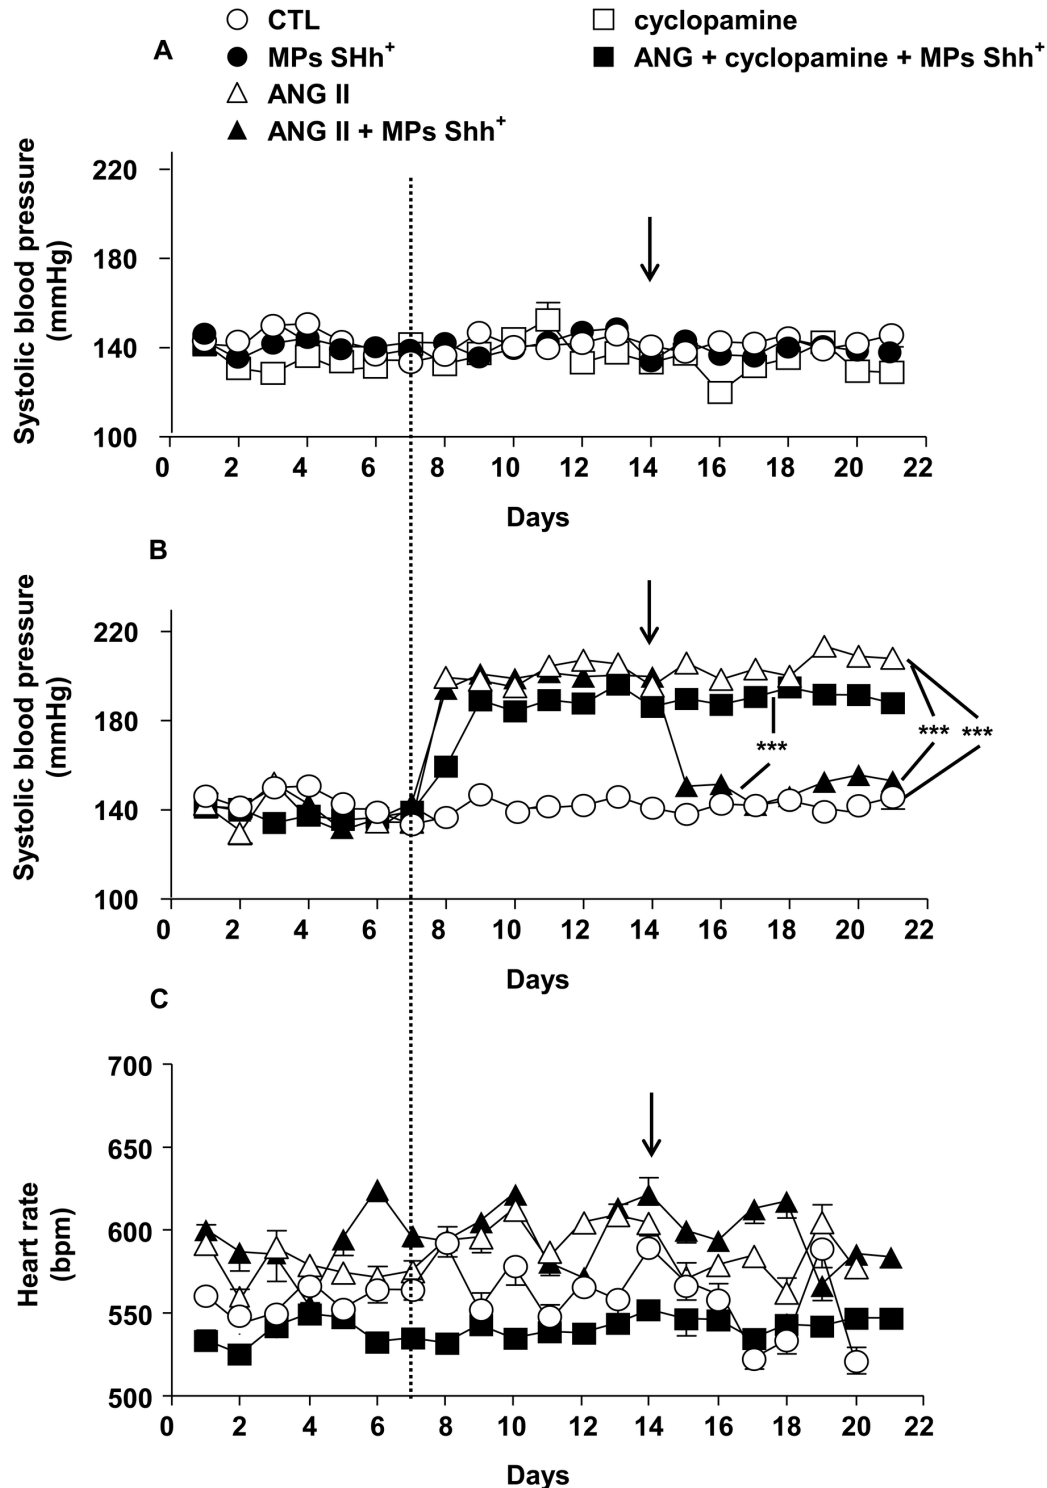 CTL
cyclopamine
A
MPs SHh+
ANG + cyclopamine + MPs Shh+
ANG II
ANG II + MPs Shh+
Systolic blood pressure
(mmHg)
220
180
140
100
0 2 4 6 8 10 12 14 16 18 20 22
Days
B
Systolic blood pressure
(mmHg)
220
180
140
100
*** *** ***
0 2 4 6 8 10 12 14 16 18 20 22
Days
C
Heart rate
(bpm)
700
650
600
550
500
0 2 4 6 8 10 12 14 16 18 20 22
Days